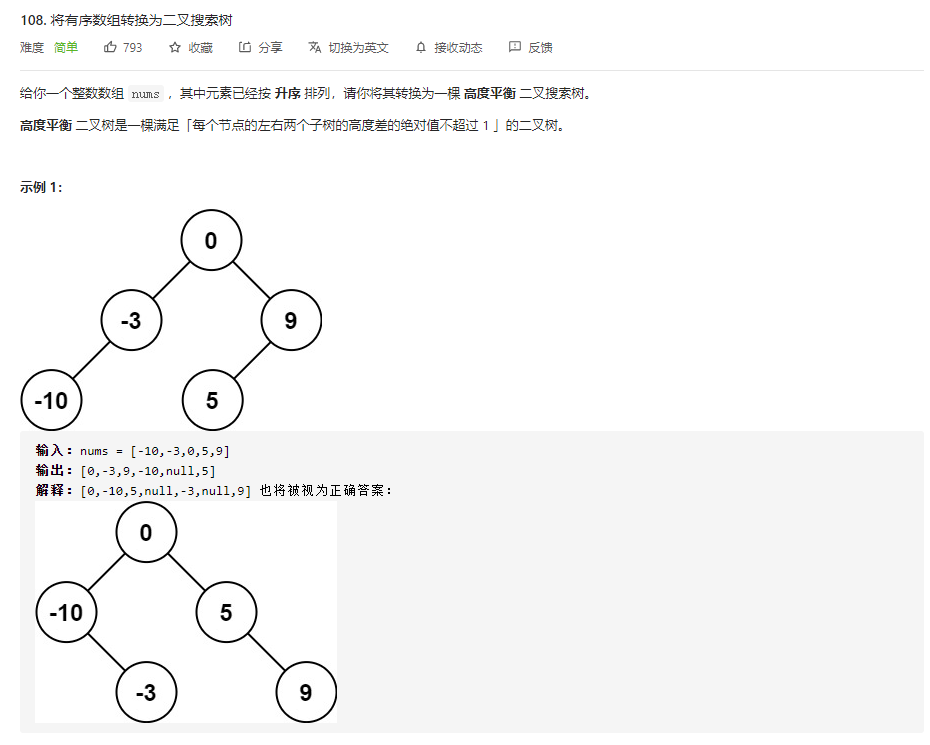 108. 将有序数组转换为二叉搜索树
难度 简单 793 收藏 分享 切换为英文 接收动态 反馈
给你一个整数数组 nums ，其中元素已经按 升序 排列，请你将其转换为一棵 高度平衡 二叉搜索树。
高度平衡 二叉树是一棵满足「每个节点的左右两个子树的高度差的绝对值不超过 1 」的二叉树。
示例 1：
0
-3 9
-10 5
输入：nums = [-10,-3,0,5,9]
输出：[0,-3,9,-10,null,5]
解释：[0,-10,5,null,-3,null,9] 也将被视为正确答案：
0
-10 5
-3 9